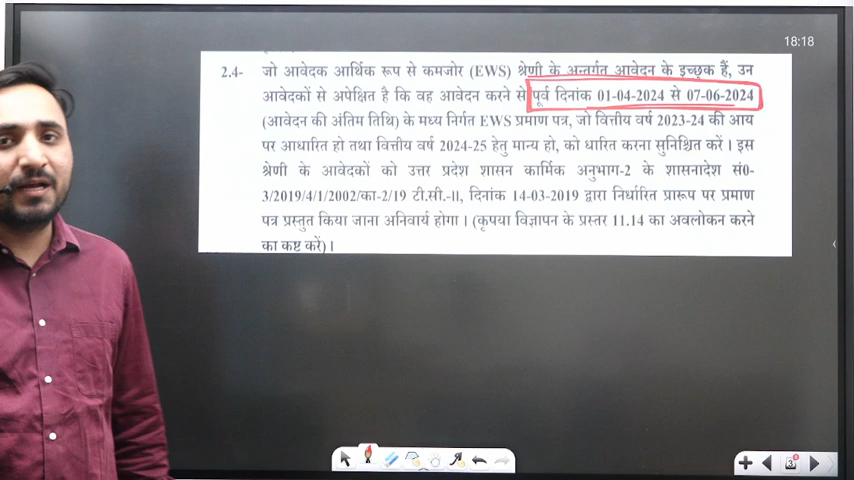 18:18
2.4- जो आवेदक आर्थिक रूप से कमजोर (EWS) श्रेणी के अन्तर्गत आवेदन के इच्छुक हैं, उन
आवेदकों से अपेक्षित है कि वह आवेदन करने से पूर्व दिनांक 01-04-2024 से 07-06-2024
(आवेदन की अंतिम तिथि) के मध्य निर्गत EWS प्रमाण पत्र, जो वित्तीय वर्ष 2023-24 की आय
पर आधारित हो तथा वित्तीय वर्ष 2024-25 हेतु मान्य हो, को धारित करना सुनिश्चित करें। इस
श्रेणी के आवेदकों को उत्तर प्रदेश शासन कार्मिक अनुभाग-2 के शासनादेश सं0-
3/2019/4/1/2002/का-2/19 टी.सी.-II, दिनांक 14-03-2019 द्वारा निर्धारित प्रारूप पर प्रमाण
पत्र प्रस्तुत किया जाना अनिवार्य होगा। (कृपया विज्ञापन के प्रस्तर 11.14 का अवलोकन करने
का कष्ट करें)।
3